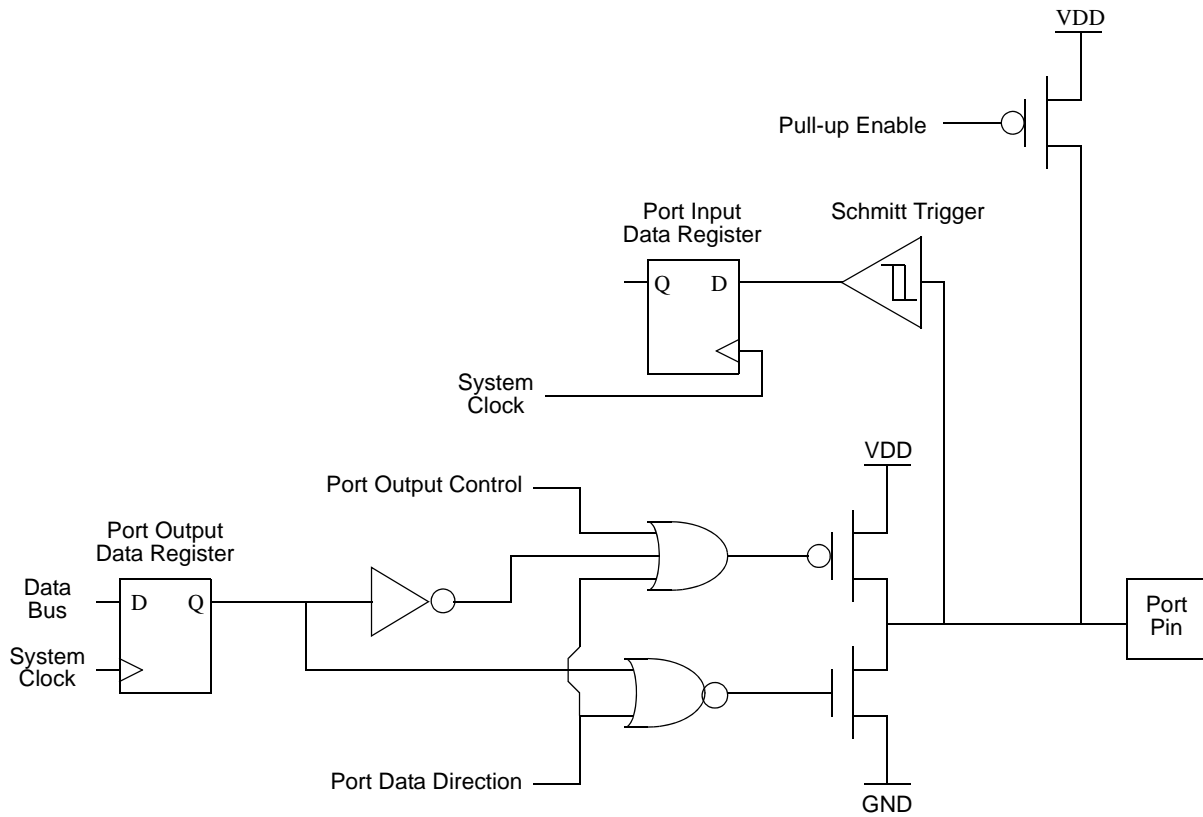 VDD
Pull-up Enable
Port Input
Data Register
Schmitt Trigger
Q D
System
Clock
VDD
Port Output Control
Port Output
Data Register
Data
Bus
D Q
Port
Pin
System
Clock
Port Data Direction
GND